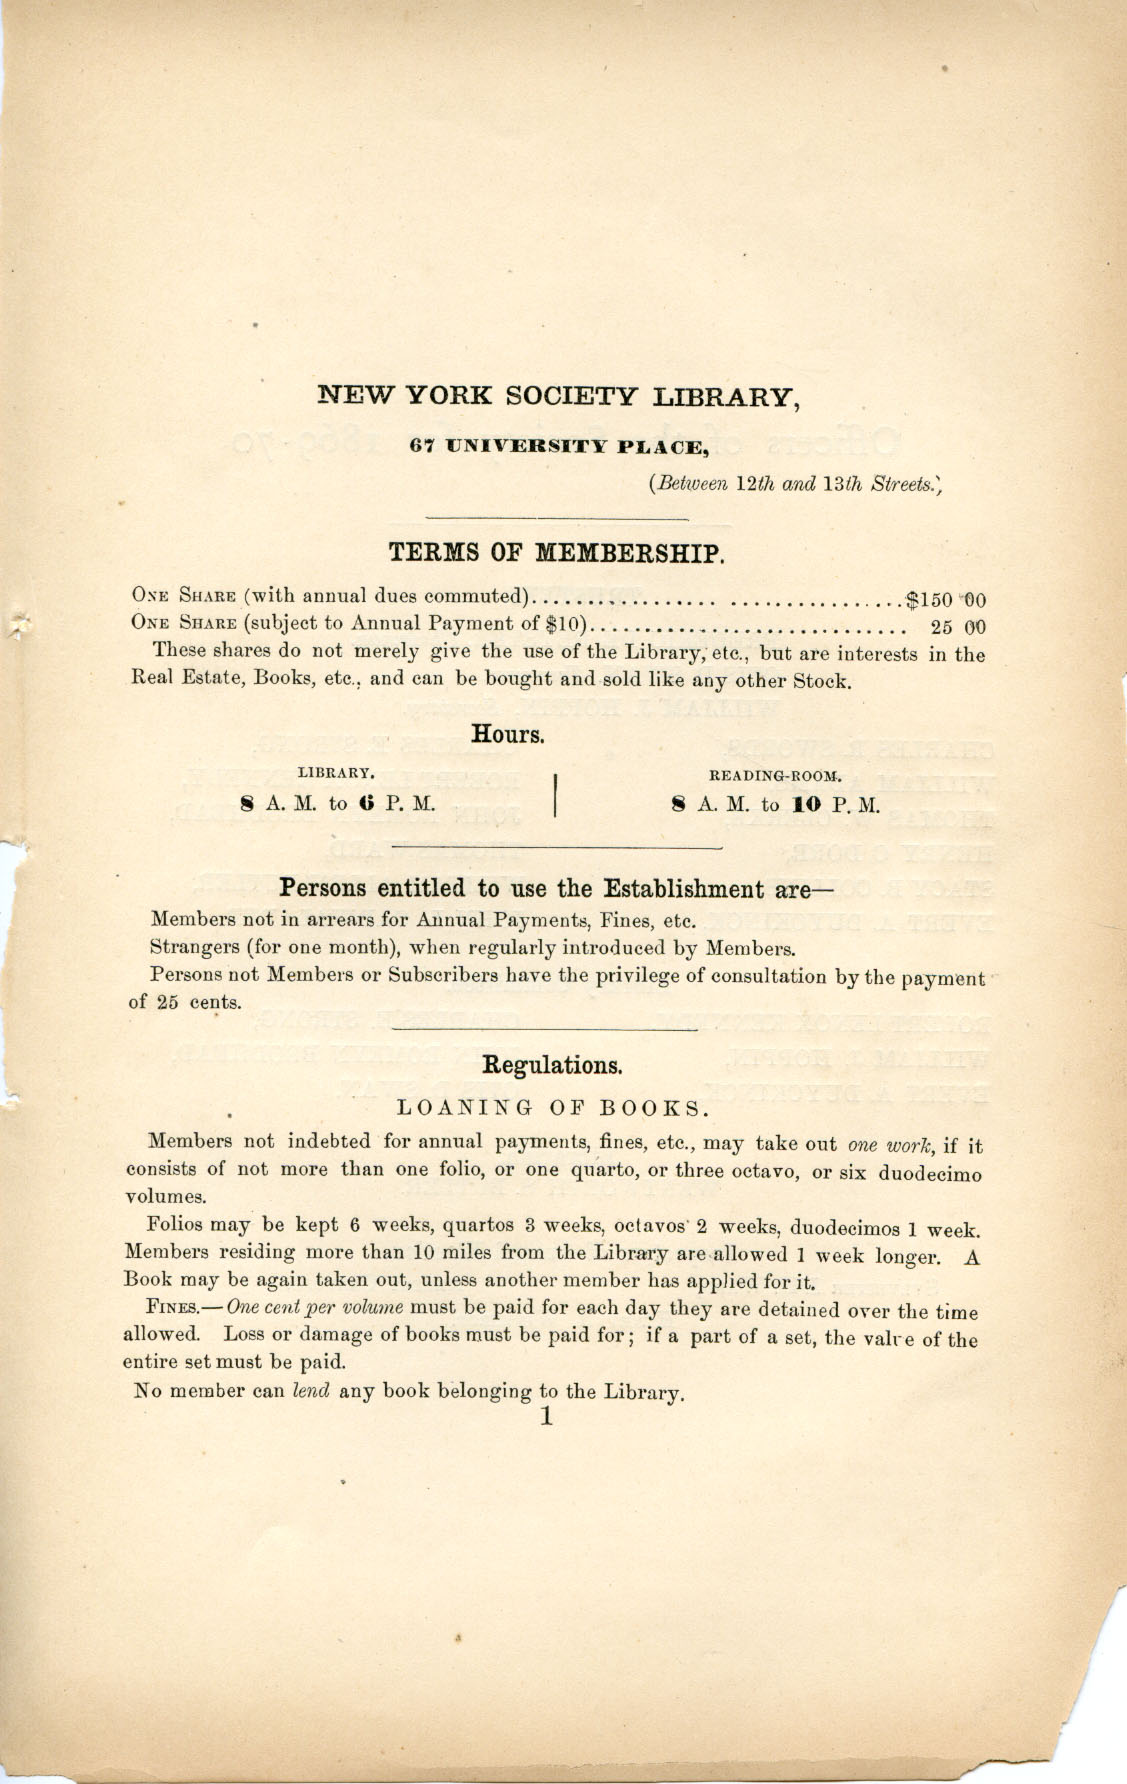 NEW YORK SOCIETY LIBRARY,
67 UNIVERSITY PLACE,
(Between 12th and 13th Streets.)
TERMS OF MEMBERSHIP.
ONE SHARE (with annual dues commuted)....................................$150 00
ONE SHARE (subject to Annual Payment of $10)............................. 25 00
These shares do not merely give the use of the Library, etc., but are interests in the
Real Estate, Books, etc., and can be bought and sold like any other Stock.
Hours.
LIBRARY.
8 A. M. to 6 P. M.
READING-ROOM.
8 A. M. to 10 P. M.
Persons entitled to use the Establishment are—
Members not in arrears for Annual Payments, Fines, etc.
Strangers (for one month), when regularly introduced by Members.
Persons not Members or Subscribers have the privilege of consultation by the payment
of 25 cents.
Regulations.
LOANING OF BOOKS.
Members not indebted for annual payments, fines, etc., may take out one work, if it
consists of not more than one folio, or one quarto, or three octavo, or six duodecimo
volumes.
Folios may be kept 6 weeks, quartos 3 weeks, octavos 2 weeks, duodecimos 1 week.
Members residing more than 10 miles from the Library are allowed 1 week longer. A
Book may be again taken out, unless another member has applied for it.
FINES.—One cent per volume must be paid for each day they are detained over the time
allowed. Loss or damage of books must be paid for; if a part of a set, the value of the
entire set must be paid.
No member can lend any book belonging to the Library.
1